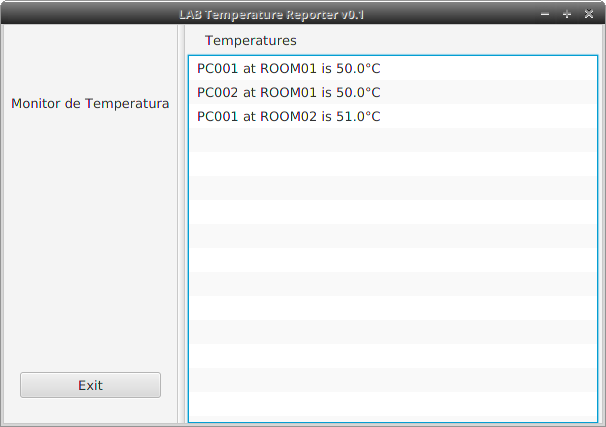 LAB Temperature Reporter v0.1
Monitor de Temperatura
Exit
Temperatures
PC001 at ROOM01 is 50.0°C
PC002 at ROOM01 is 50.0°C
PC001 at ROOM02 is 51.0°C